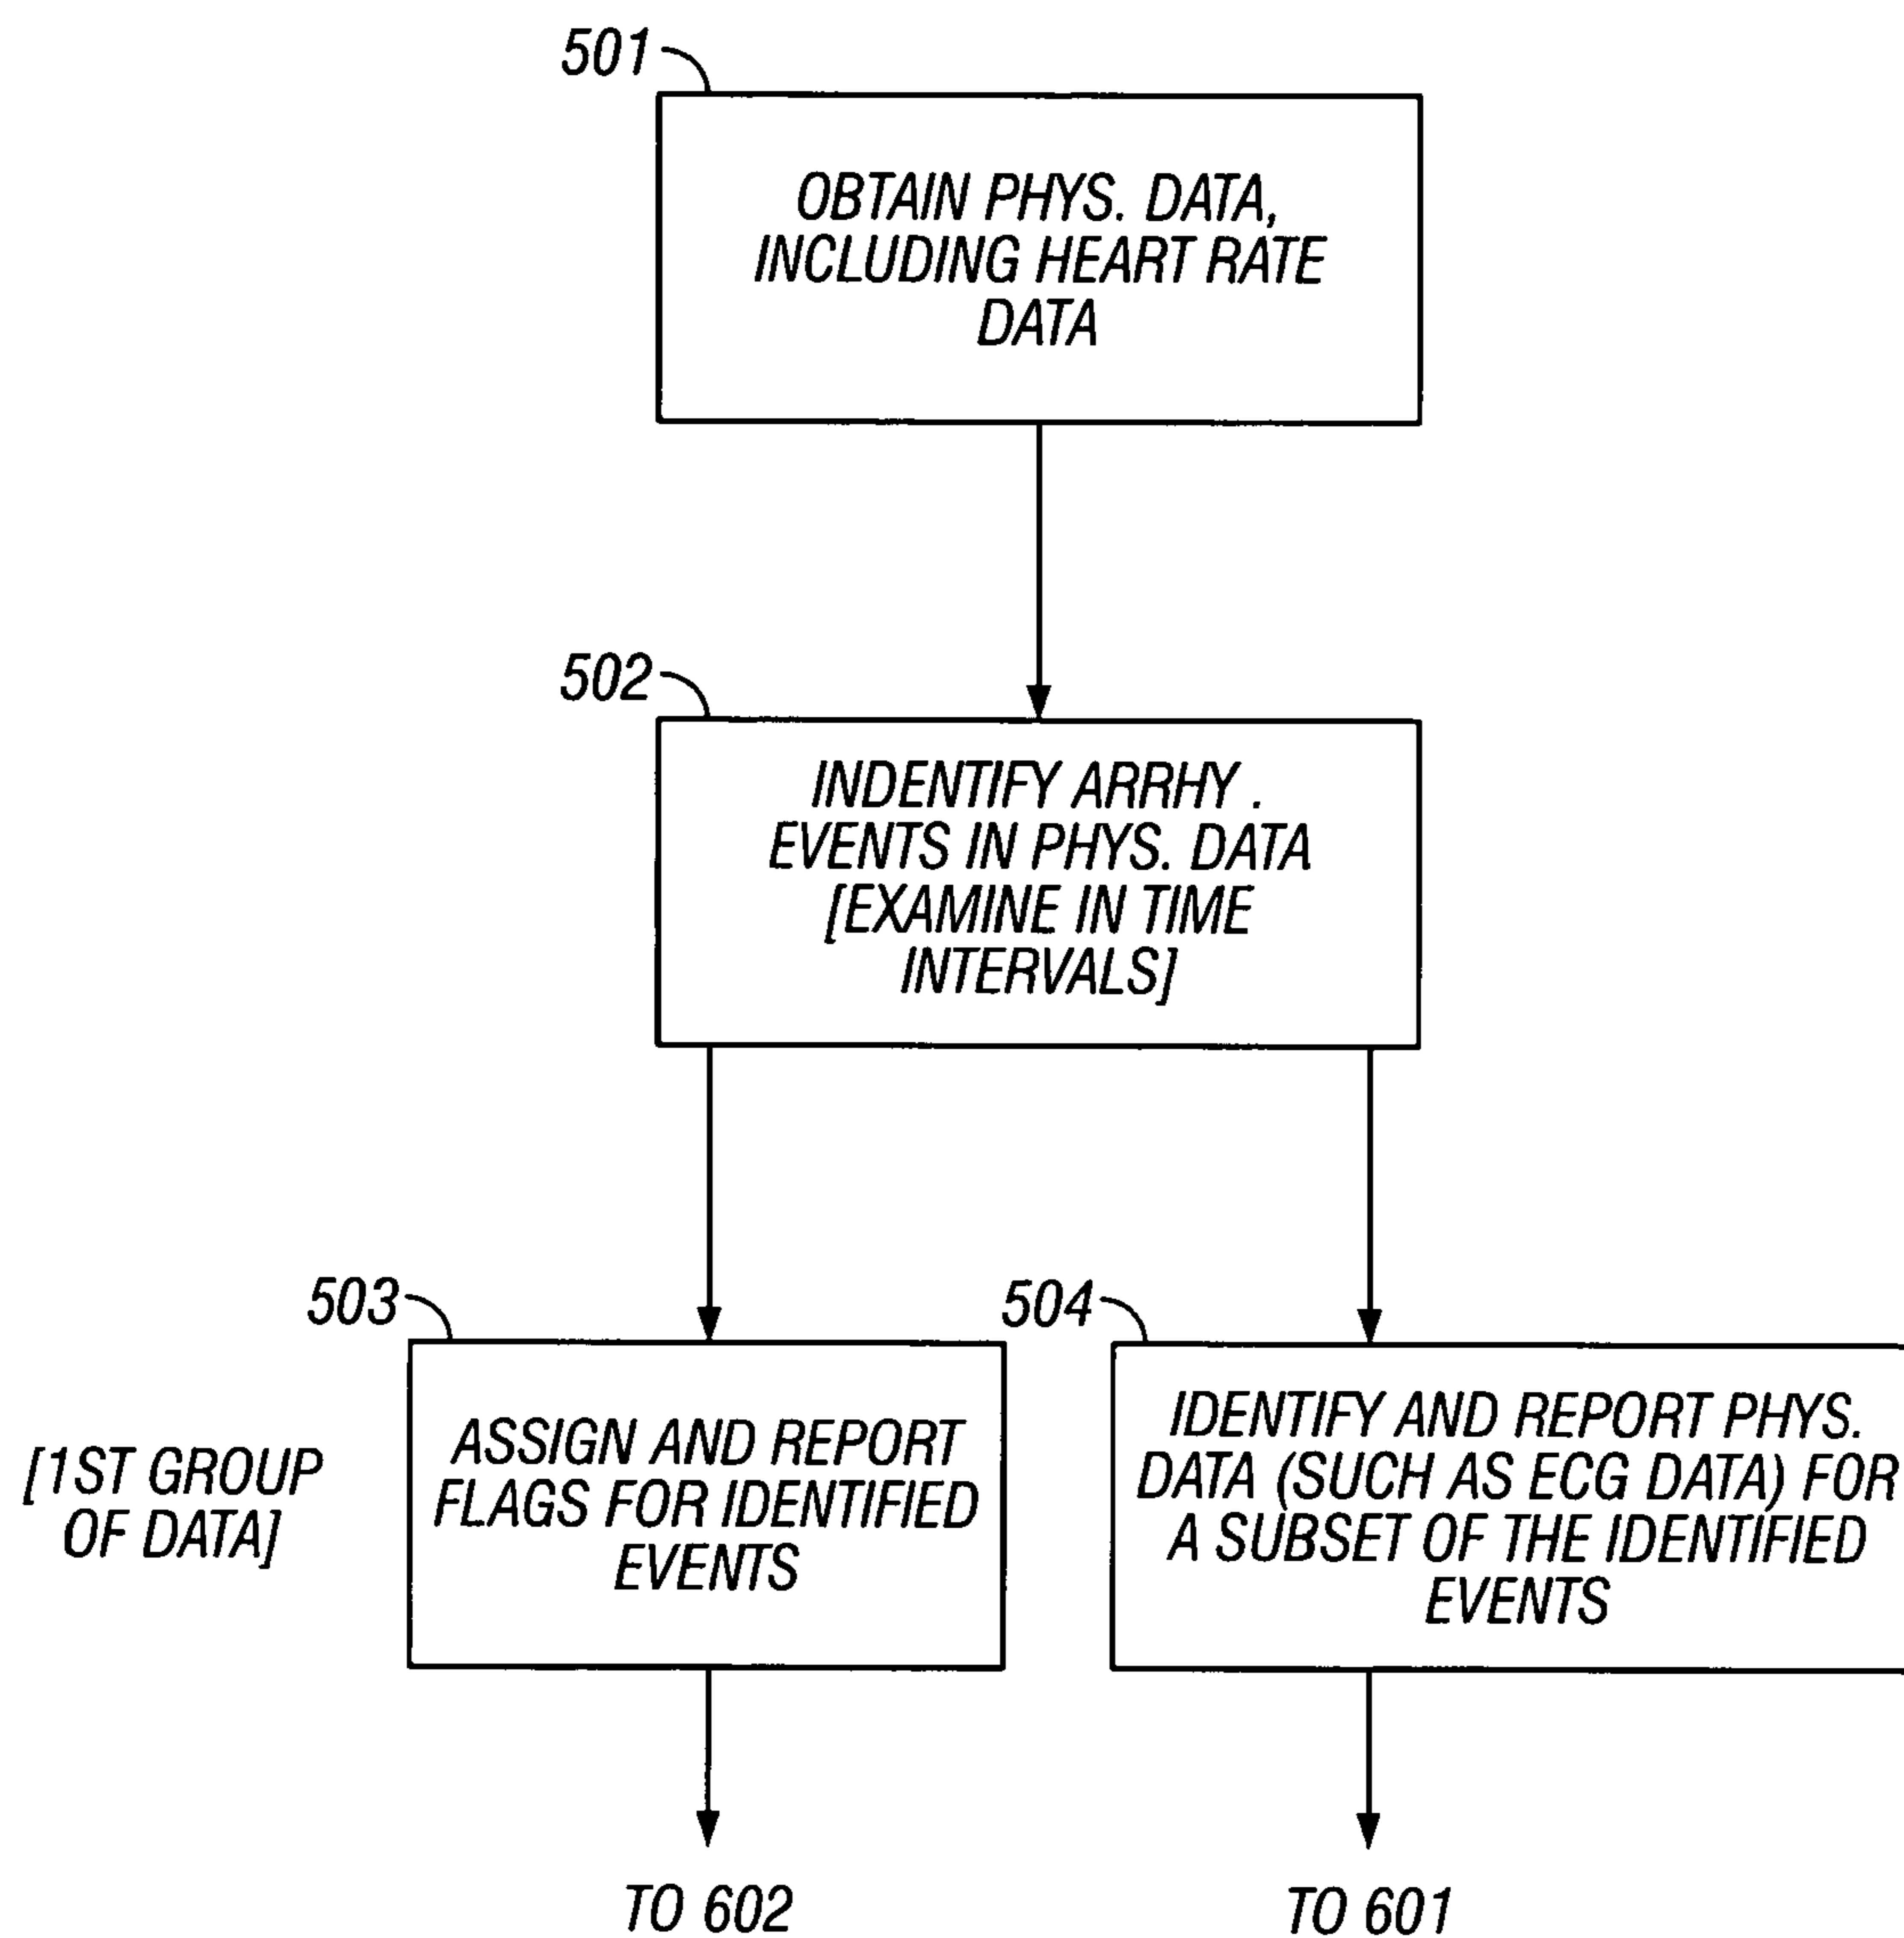 501
OBTAIN PHYS. DATA,
INCLUDING HEART RATE
DATA
502
INDENTIFY ARRHY .
EVENTS IN PHYS. DATA
[EXAMINE IN TIME
INTERVALS]
503
[1ST GROUP
OF DATA]
ASSIGN AND REPORT
FLAGS FOR IDENTIFIED
EVENTS
504
IDENTIFY AND REPORT PHYS.
DATA (SUCH AS ECG DATA) FOR
A SUBSET OF THE IDENTIFIED
EVENTS
TO 602
TO 601